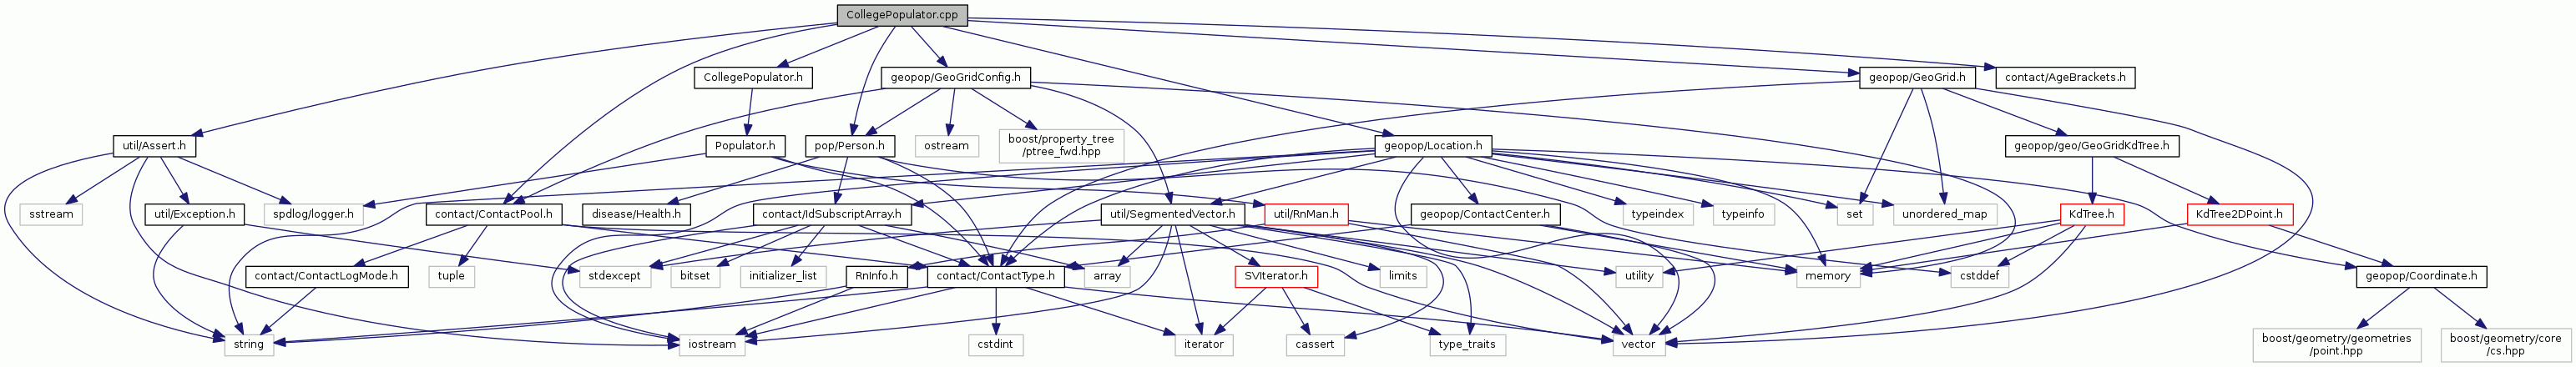 CollegePopulator.cpp
CollegePopulator.h
geopop/GeoGridConfig.h
geopop/GeoGrid.h
contact/AgeBrackets.h
util/Assert.h
Populator.h
pop/Person.h
ostream
boost/property_tree
/ptree_fwd.hpp
geopop/Location.h
geopop/geo/GeoGridKdTree.h
sstream
util/Exception.h
spdlog/logger.h
contact/ContactPool.h
disease/Health.h
contact/IdSubscriptArray.h
util/SegmentedVector.h
util/RnMan.h
geopop/ContactCenter.h
typeindex
typeinfo
set
unordered_map
KdTree.h
KdTree2DPoint.h
contact/ContactLogMode.h
tuple
stdexcept
bitset
initializer_list
RnInfo.h
contact/ContactType.h
array
SVIterator.h
limits
utility
memory
cstddef
geopop/Coordinate.h
string
iostream
cstdint
iterator
cassert
type_traits
vector
boost/geometry/geometries
/point.hpp
boost/geometry/core
/cs.hpp